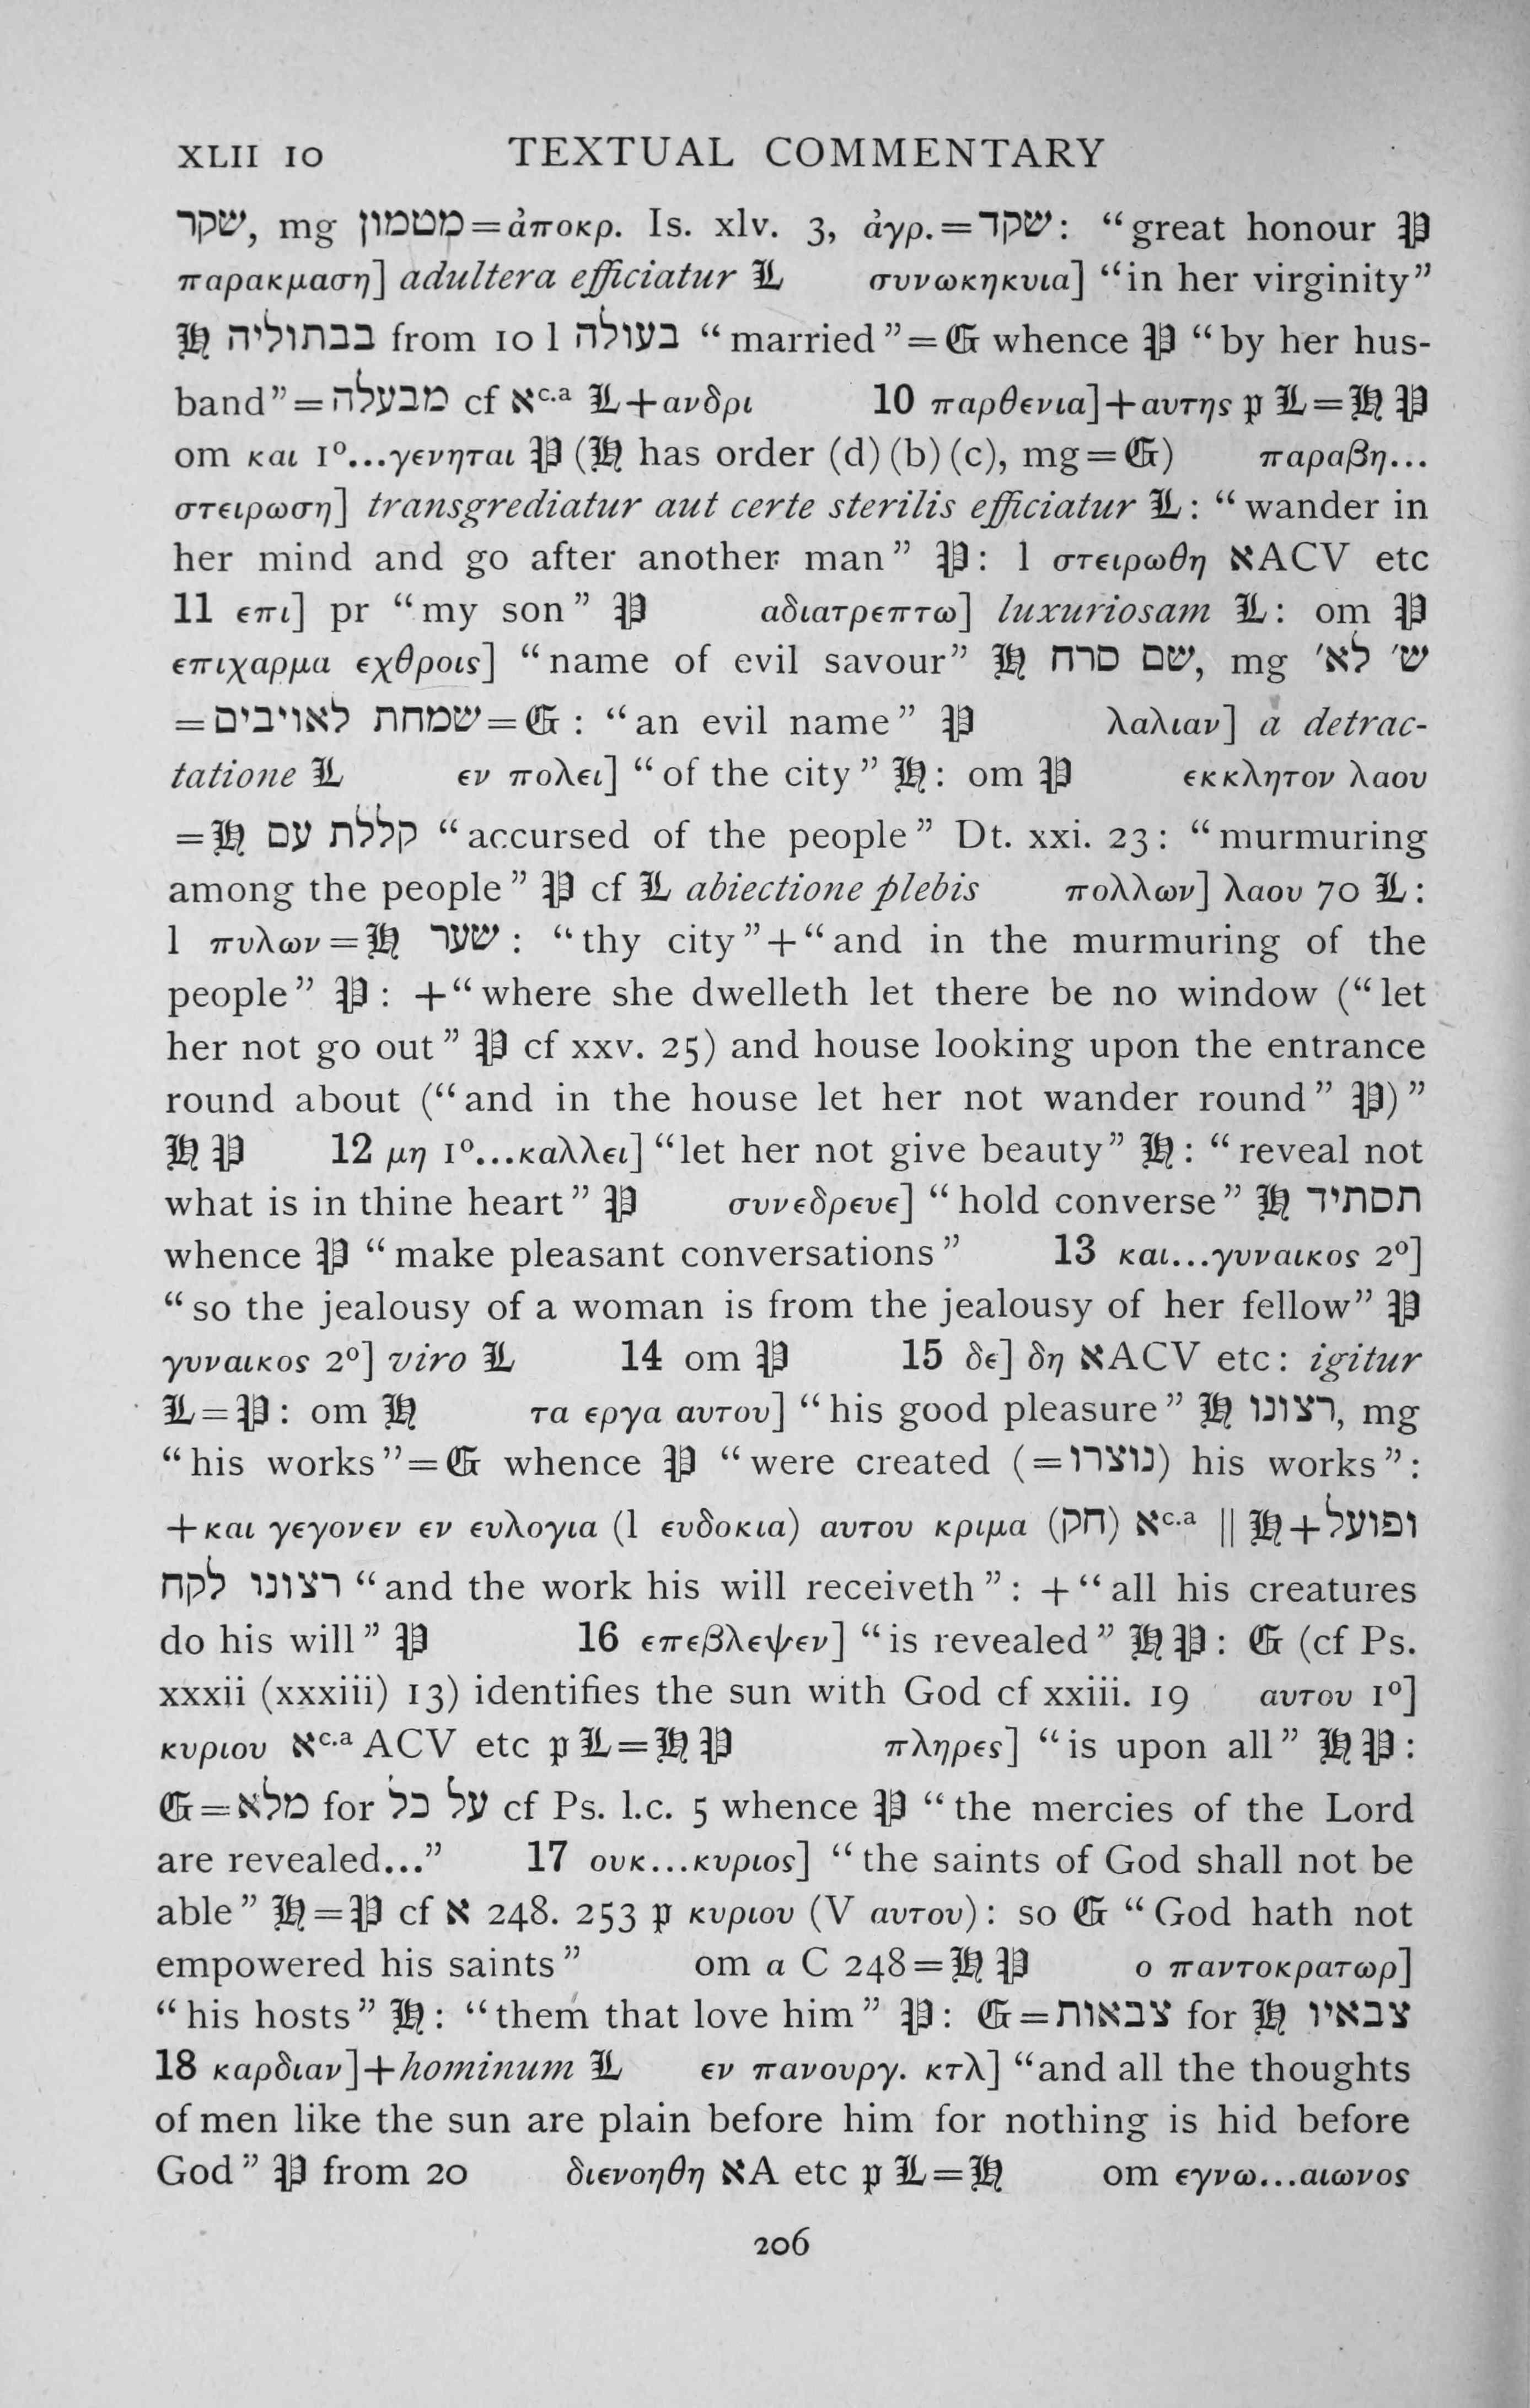 XLII 10 TEXTUAL COMMENTARY
שקר, mg מטמון=ἀποκρ. Is. xlv. 3, ἀγρ.=שקד: “great honour 𝔓
παρακμαση] adultera efficiatur 𝔏 συνωκηκυια] “in her virginity”
ℌ בבתוליה from 10 l בעולה “married”=𝔊 whence 𝔓 “by her hus-
band”=מבעלה cf אc.a 𝔏+ανδρι 10 παρθενια]+αυτης 𝔭 𝔏=ℌ 𝔓
om και 1º...γενηται 𝔓 (ℌ has order (d) (b) (c), mg=𝔊) παραβη...
στειρωση] transgrediatur aut certe sterilis efficiatur 𝔏: “wander in
her mind and go after another man” 𝔓: l στειρωθη אACV etc
11 επι] pr “my son” 𝔓 αδιατρεπτω] luxuriosam 𝔏: om 𝔓
επιχαρμα εχθροις] “name of evil savour” ℌ שם סרח, mg ש׳ לא׳
=שמחת לאויבים=𝔊: “an evil name” 𝔓 λαλιαν] a detrac-
tatione 𝔏 εν πολει] “of the city” ℌ: om 𝔓 εκκλητον λαου
=ℌ קללת עם “accursed of the people” Dt. xxi. 23: “murmuring
among the people” 𝔓 cf 𝔏 abiectione plebis πολλων] λαου 70 𝔏:
l πυλων=ℌ שער: “thy city”+“and in the murmuring of the
people” 𝔓: +“where she dwelleth let there be no window (“let
her not go out” 𝔓 cf xxv. 25) and house looking upon the entrance
round about (“and in the house let her not wander round” 𝔓)”
ℌ 𝔓 12 μη 1º...καλλει] “let her not give beauty” ℌ: “reveal not
what is in thine heart” 𝔓 συνεδρευε] “hold converse” ℌ תסתיד
whence 𝔓 “make pleasant conversations” 13 και...γυναικος 2º]
“so the jealousy of a woman is from the jealousy of her fellow” 𝔓
γυναικος 2º] viro 𝔏 14 om 𝔓 15 δε] δη אACV etc: igitur
𝔏=𝔓: om ℌ τα εργα αυτου] “his good pleasure” ℌ רצונו, mg
“his works”=𝔊 whence 𝔓 “were created (=נוצרו) his works”:
+και γεγονεν εν ευλογια (l ευδοκια) αυτου κριμα (חק) אc.a || ℌ+ופועל
רצונו לקח “and the work his will receiveth”: +“all his creatures
do his will” 𝔓 16 επεβλεψεν] “is revealed” ℌ 𝔓: 𝔊 (cf Ps.
xxxii (xxxiii) 13) identifies the sun with God cf xxiii. 19 αυτου 1º]
κυριου אc.a ACV etc 𝔭 𝔏=ℌ 𝔓 πληρες] “is upon all” ℌ 𝔓:
𝔊=מלא for על כל cf Ps. l.c. 5 whence 𝔓 “the mercies of the Lord
are revealed...” 17 ουκ...κυριος] “the saints of God shall not be
able” ℌ=𝔓 cf א 248. 253 𝔭 κυριου (V αυτου): so 𝔊 “God hath not
empowered his saints” om α C 248=ℌ 𝔓 ο παντοκρατωρ]
“his hosts” ℌ: “them that love him” 𝔓: 𝔊=צבאות for ℌ צבאיו
18 καρδιαν]+hominum 𝔏 εν πανουργ. κτλ] “and all the thoughts
of men like the sun are plain before him for nothing is hid before
God” 𝔓 from 20 διενοηθη אA etc 𝔭 𝔏=ℌ om εγνω...αιωνος
206